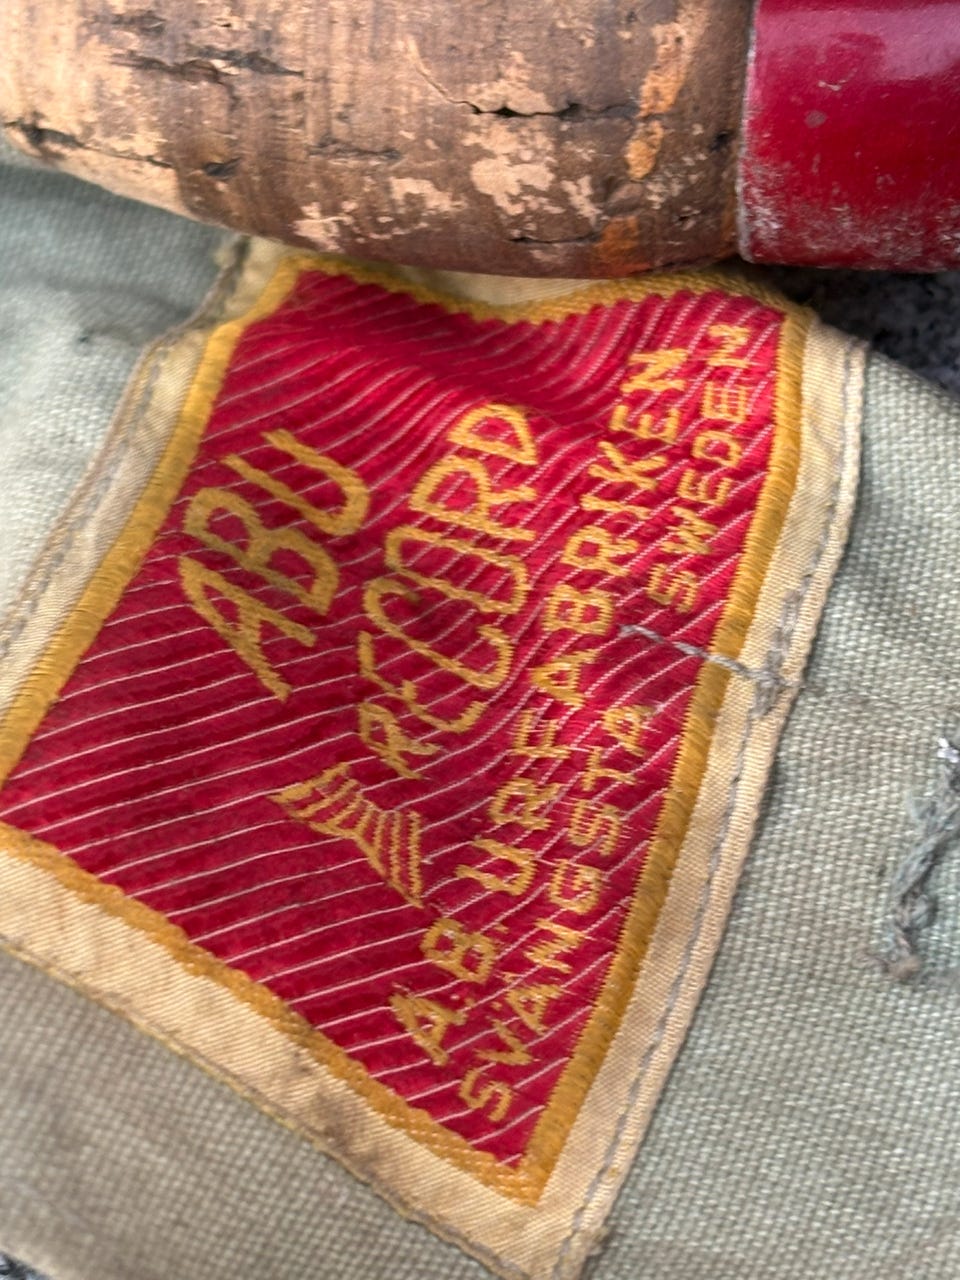 ABU
RECORD
A.B. URFABRIKEN
SVÄNGSTA SWEDEN